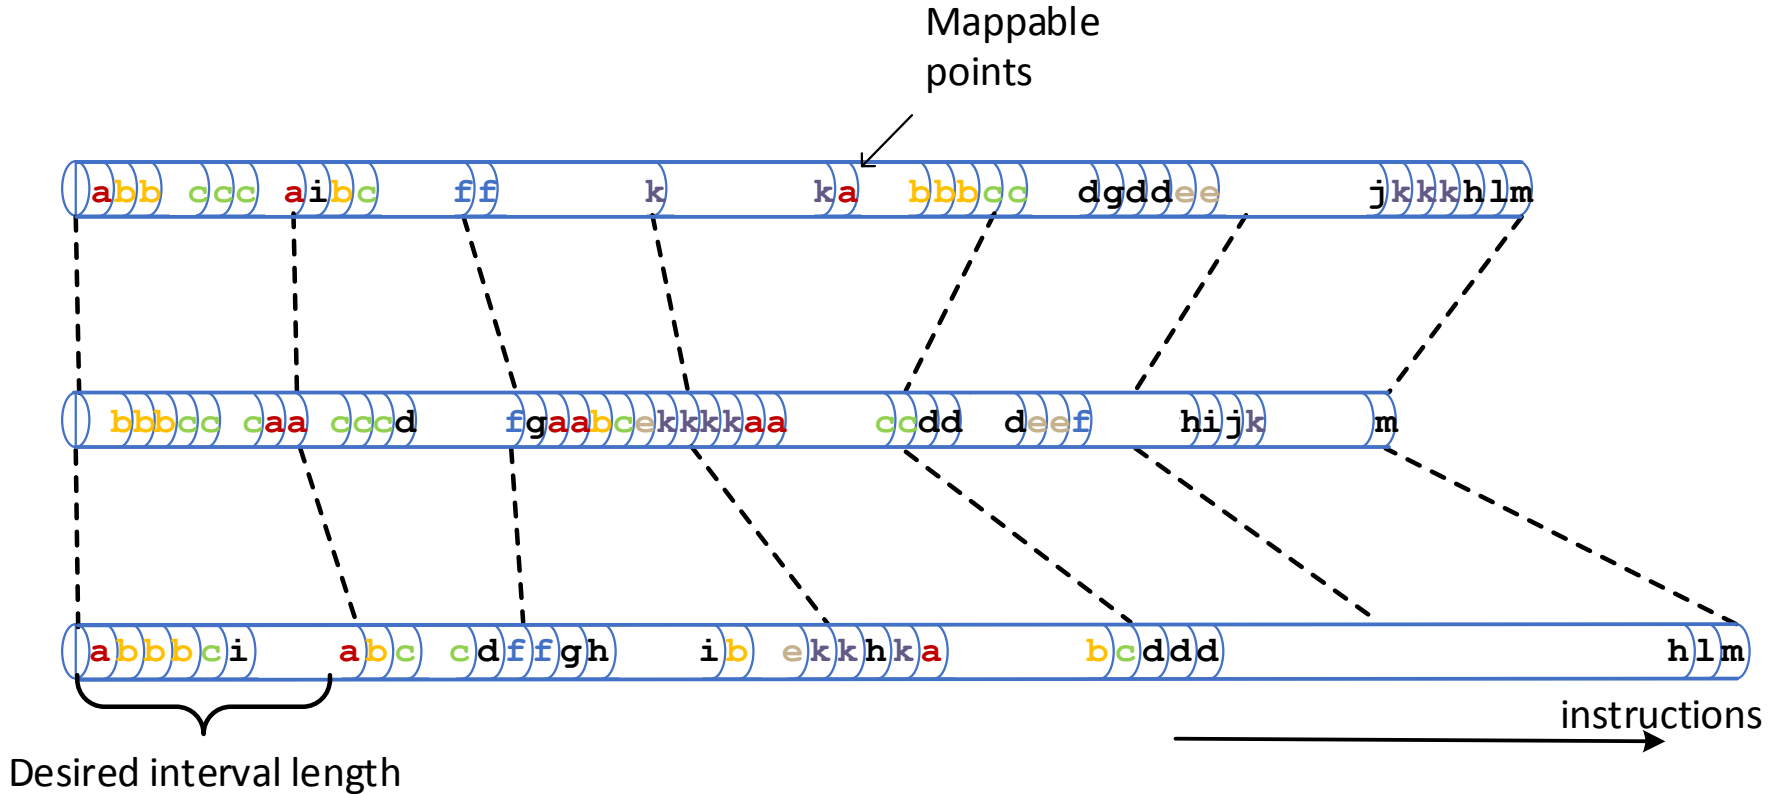 Mappable
points
abb ccc aibc ff k ka bbbcc dgddee jkkkhlm
bbbcc caa cccd fgaabcekkkkaa ccdd deef hijk m
abbbci abc cdffgh ib ekkhka bcddd hlm
instructions
Desired interval length